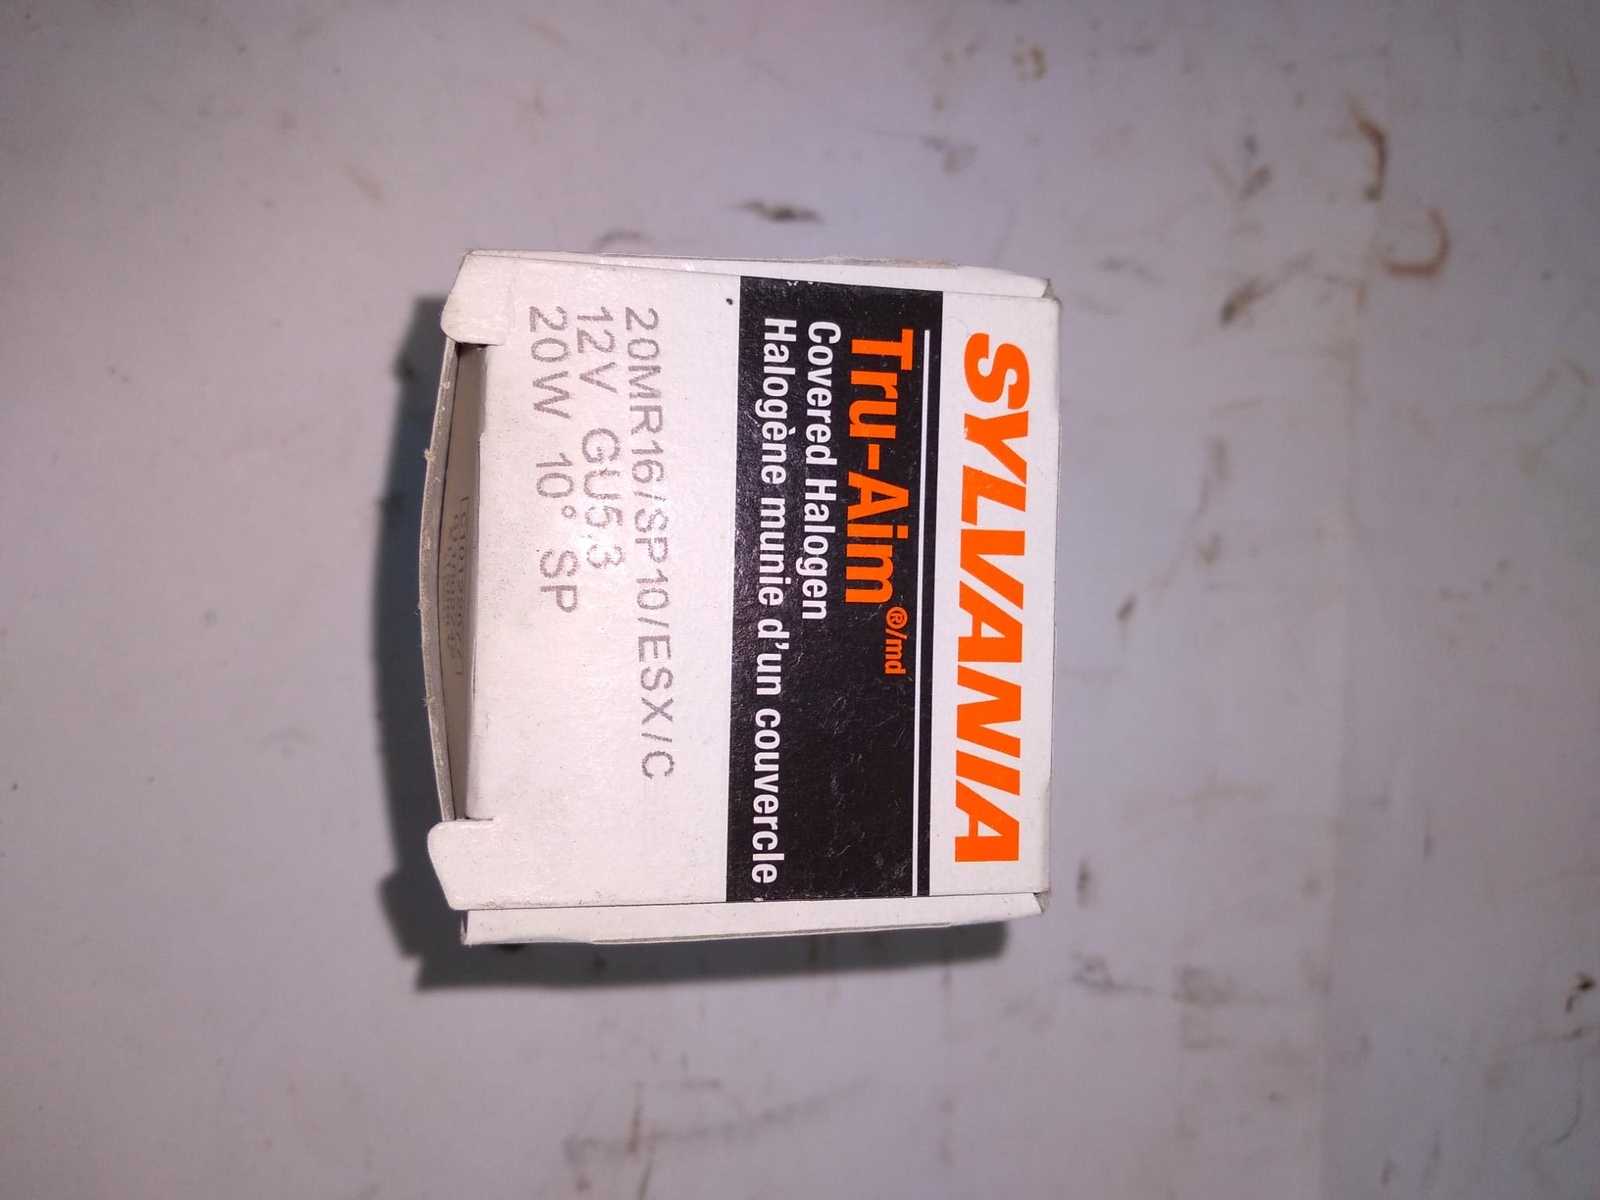 SYLVANIA
Tru-Aim®/md
Covered Halogen
Halogène munie d'un couvercle
20MR16/SP10/ESX/C
12V GU5.3
20W 10° SP